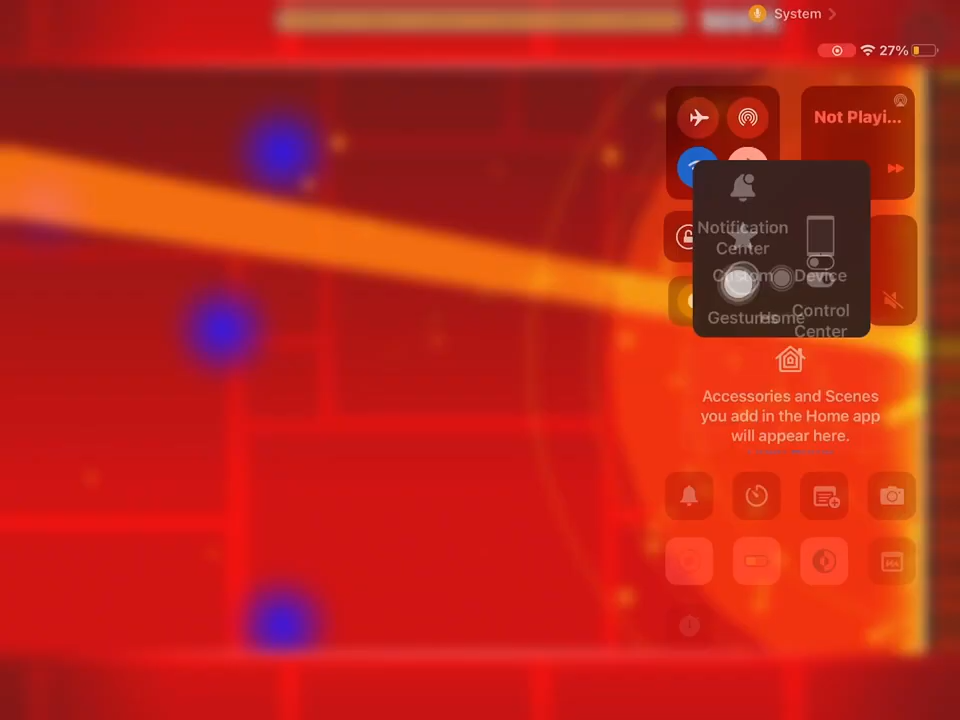 System
27%
Not Playi...
Notification
Center
Custom
Device
Gestures
Home
Control
Center
Accessories and Scenes
you add in the Home app
will appear here.